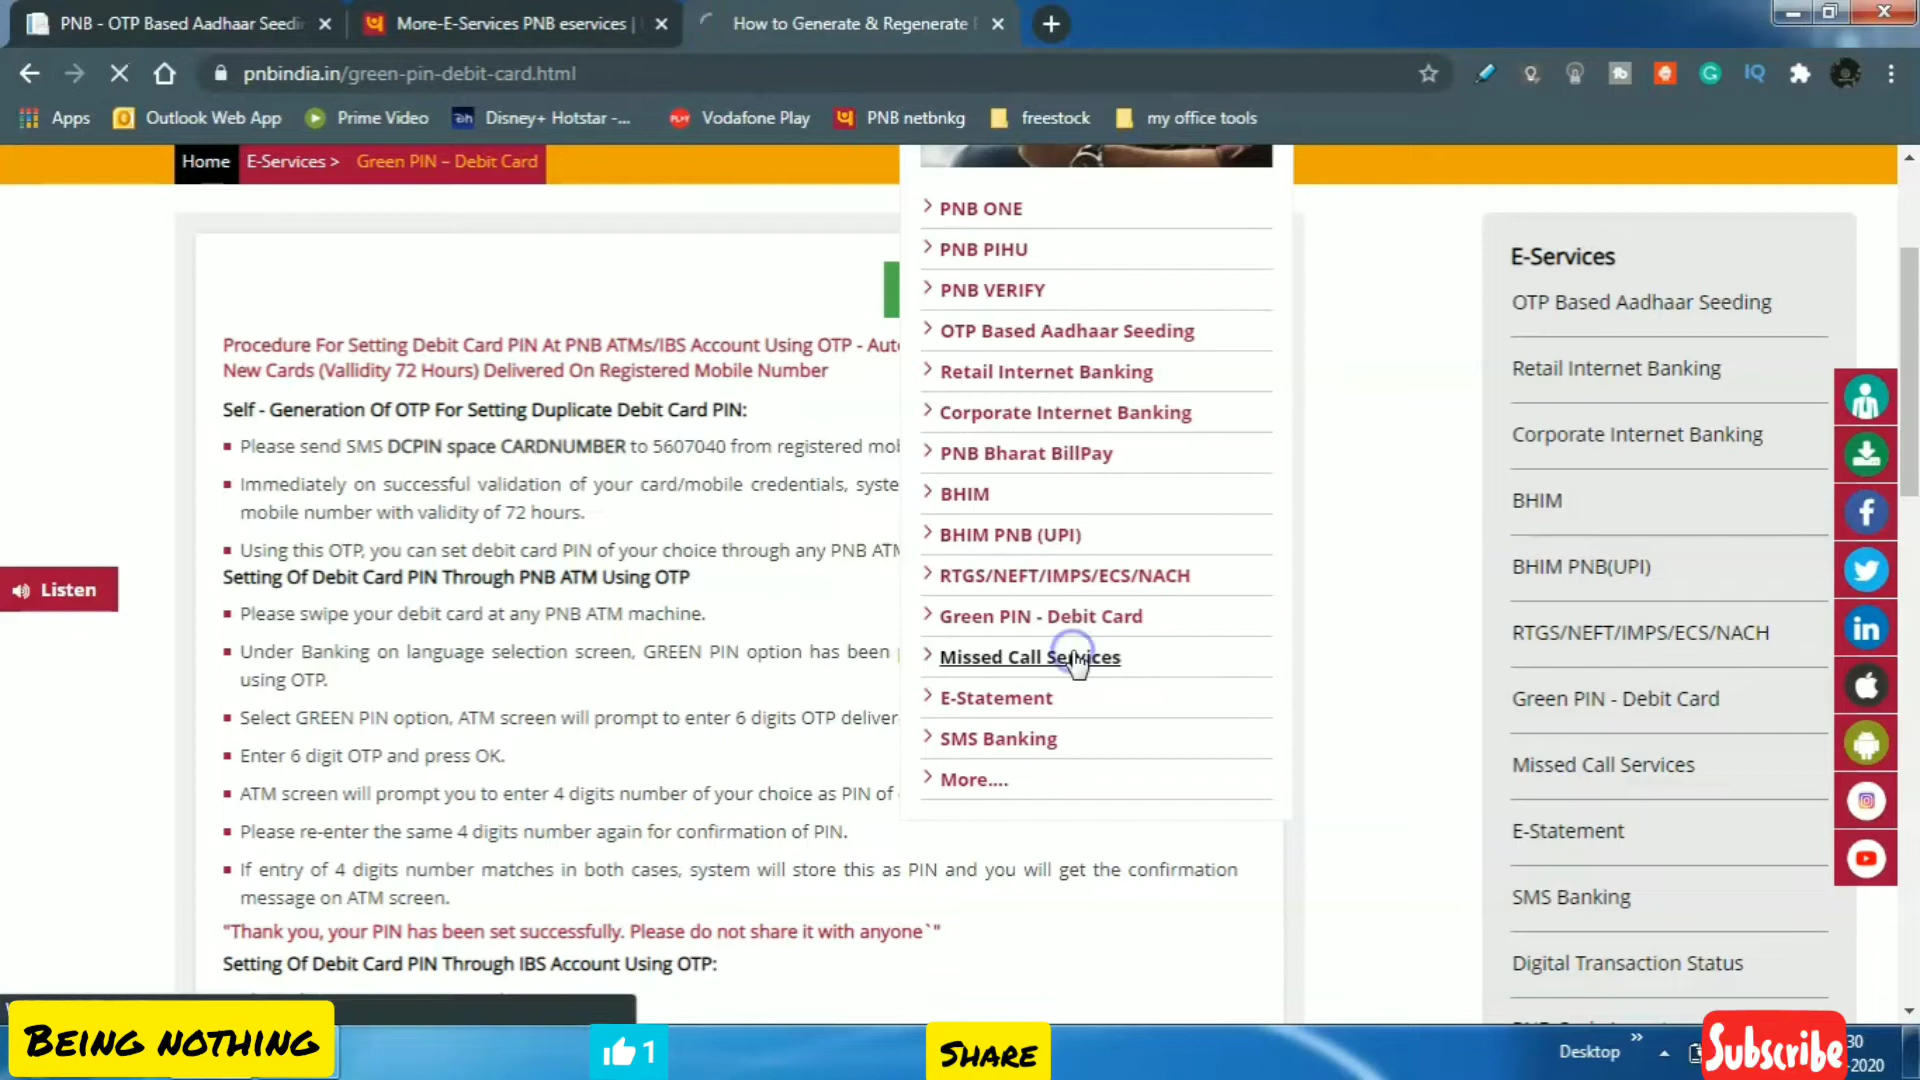 PNB - OTP Based Aadhaar Seedi
More-E-Services PNB eservices |
How to Generate & Regenerate
pnbindia.in/green-pin-debit-card.html
Apps
Outlook Web App
Prime Video
Disney+ Hotstar -...
Vodafone Play
PNB netbnkg
freestock
my office tools
Home
E-Services >
Green PIN – Debit Card
Procedure For Setting Debit Card PIN At PNB ATMs/IBS Account Using OTP - Aut
New Cards (Vallidity 72 Hours) Delivered On Registered Mobile Number
Self - Generation Of OTP For Setting Duplicate Debit Card PIN:
Please send SMS DCPIN space CARDNUMBER to 5607040 from registered mo
Immediately on successful validation of your card/mobile credentials, syste
mobile number with validity of 72 hours.
Using this OTP, you can set debit card PIN of your choice through any PNB AT
Setting Of Debit Card PIN Through PNB ATM Using OTP
Please swipe your debit card at any PNB ATM machine.
Under Banking on language selection screen, GREEN PIN option has been
using OTP.
Select GREEN PIN option, ATM screen will prompt to enter 6 digits OTP deliver
Enter 6 digit OTP and press OK.
ATM screen will prompt you to enter 4 digits number of your choice as PIN of
Please re-enter the same 4 digits number again for confirmation of PIN.
If entry of 4 digits number matches in both cases, system will store this as PIN and you will get the confirmation
message on ATM screen.
"Thank you, your PIN has been set successfully. Please do not share it with anyone`"
Setting Of Debit Card PIN Through IBS Account Using OTP:
Listen
PNB ONE
PNB PIHU
PNB VERIFY
OTP Based Aadhaar Seeding
Retail Internet Banking
Corporate Internet Banking
PNB Bharat BillPay
BHIM
BHIM PNB (UPI)
RTGS/NEFT/IMPS/ECS/NACH
Green PIN - Debit Card
Missed Call Services
E-Statement
SMS Banking
More....
E-Services
OTP Based Aadhaar Seeding
Retail Internet Banking
Corporate Internet Banking
BHIM
BHIM PNB(UPI)
RTGS/NEFT/IMPS/ECS/NACH
Green PIN - Debit Card
Missed Call Services
E-Statement
SMS Banking
Digital Transaction Status
BEING NOTHING
1
SHARE
Desktop
Subscribe
30
-2020